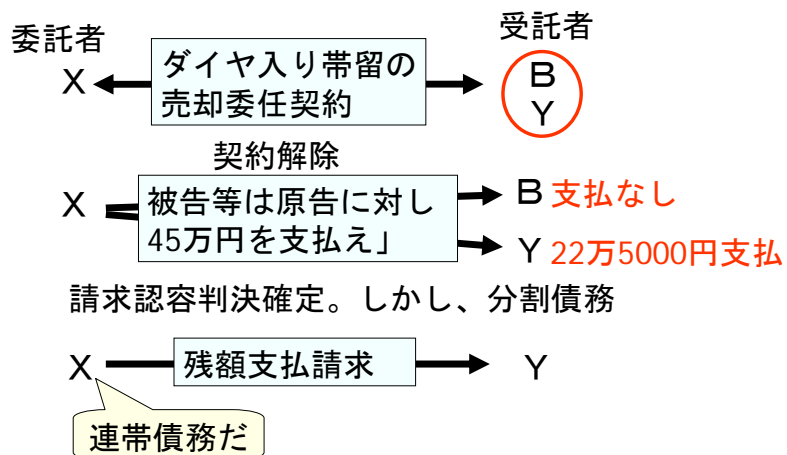 委託者
受託者
X
ダイヤ入り帯留の
売却委任契約
B
Y
契約解除
X
被告等は原告に対し
45万円を支払え」
B 支払なし
Y 22万5000円支払
請求認容判決確定。しかし、分割債務
X
残額支払請求
Y
連帯債務だ